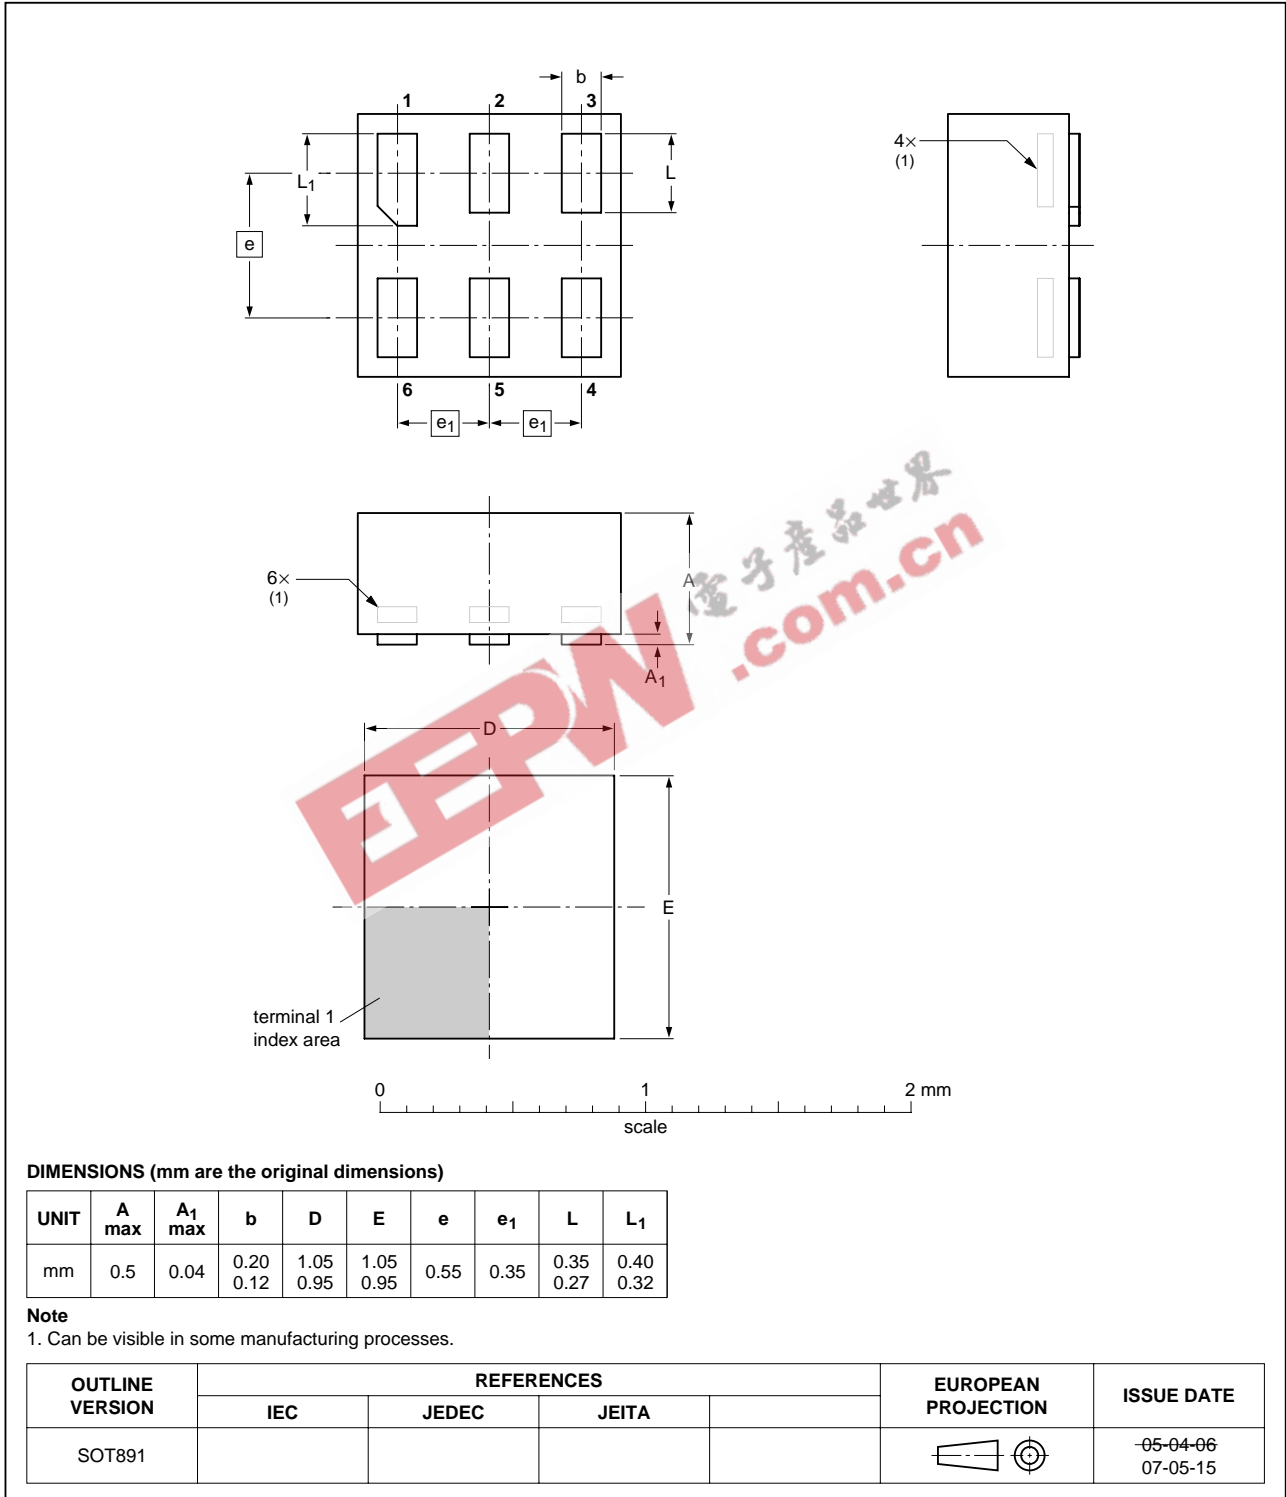 b
1 2 3
4×
(1)
L1
L
e
6 5 4
e1 e1
6×
(1)
A
A1
電子產品世界
.com.cn
EEPW
D
E
terminal 1
index area
0 1 2 mm
scale
DIMENSIONS (mm are the original dimensions)
UNIT A max A1 max b D E e e1 L L1
mm 0.5 0.04 0.20 0.12 1.05 0.95 1.05 0.95 0.55 0.35 0.35 0.27 0.40 0.32
Note
1. Can be visible in some manufacturing processes.
OUTLINE VERSION REFERENCES EUROPEAN PROJECTION ISSUE DATE
IEC JEDEC JEITA
SOT891 05-04-06
07-05-15